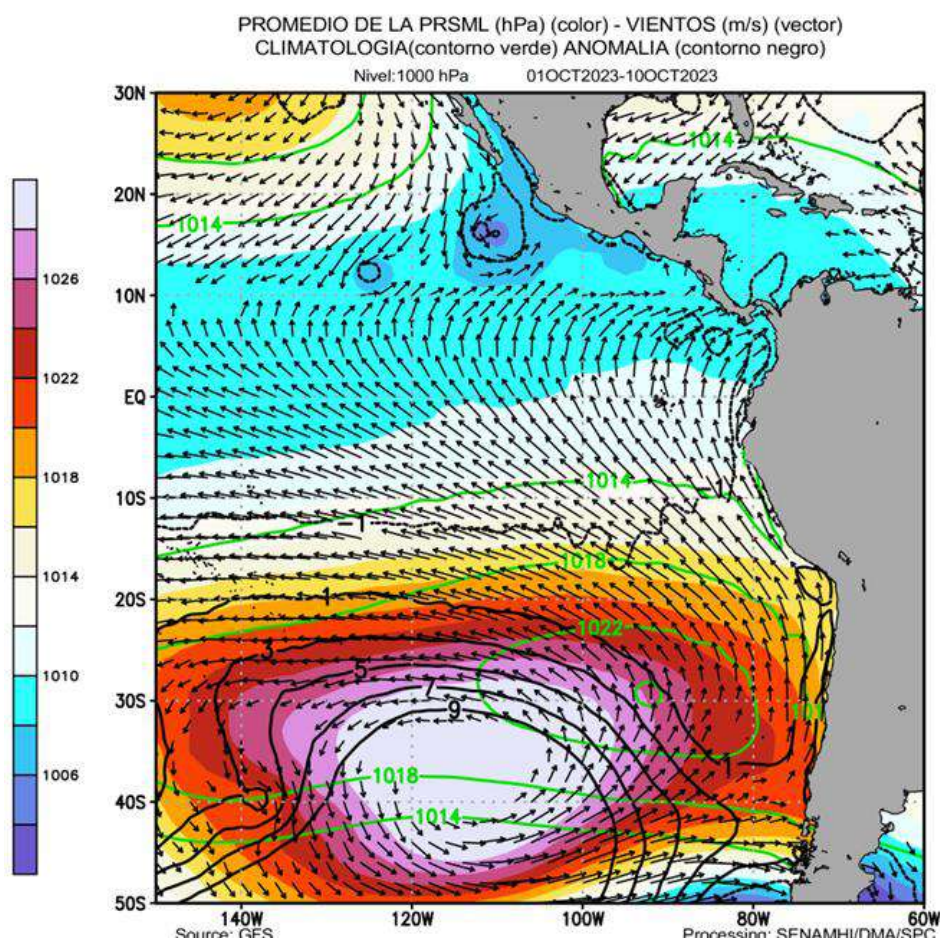 PROMEDIO DE LA PRSML (hPa) (color) - VIENTOS (m/s) (vector)
CLIMATOLOGIA(contorno verde) ANOMALIA (contorno negro)
Nivel:1000 hPa 01OCT2023-10OCT2023
30N
20N
10N
EQ
10S
20S
30S
40S
50S
140W 120W 100W 80W 60W
1026
1022
1018
1014
1010
1006
1014
1014
1014
-1
1018
1
1022
3
5
7
9
1018
1014
Source: GFS
Processing: SENAMHI/DMA/SPC